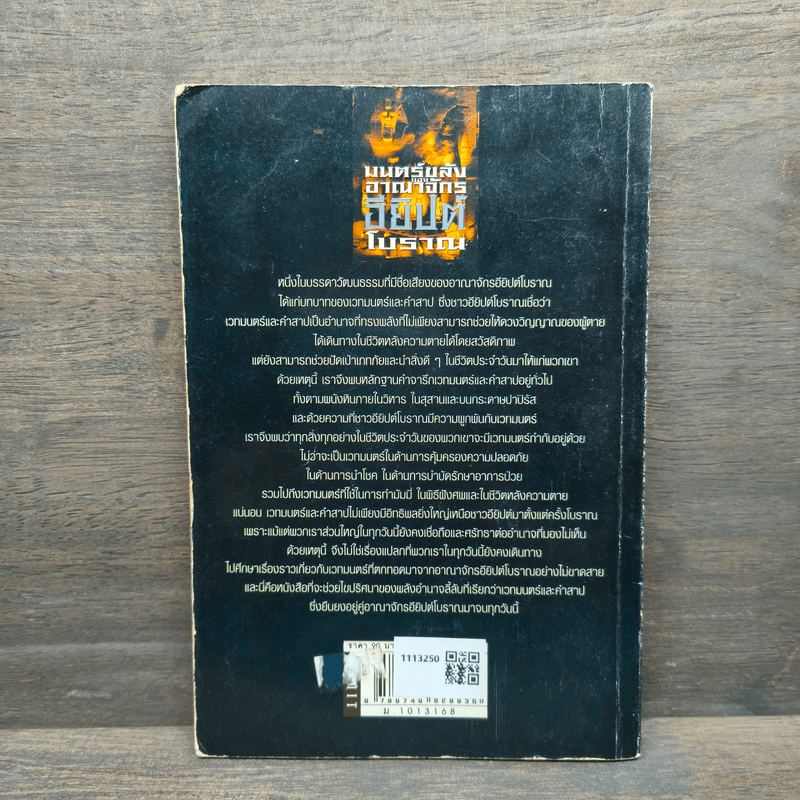 มนตร์ขลัง
ของ
อาณาจักร
อียิปต์
โบราณ
หนึ่งในบรรดาวัฒนธรรมที่มีชื่อเสียงของอาณาจักรอียิปต์โบราณ
ได้แก่บทบาทของเวทมนตร์และคำสาป ซึ่งชาวอียิปต์โบราณเชื่อว่า
เวทมนตร์และคำสาปเป็นอำนาจที่ทรงพลังที่ไม่เพียงสามารถช่วยให้ดวงวิญญาณของผู้ตาย
ได้เดินทางในชีวิตหลังความตายได้โดยสวัสดิภาพ
แต่ยังสามารถช่วยปัดเป่าเภทภัยและนำสิ่งดี ๆ ในชีวิตประจำวันมาให้แก่พวกเขา
ด้วยเหตุนี้ เราจึงพบหลักฐานคำจารึกเวทมนตร์และคำสาปอยู่ทั่วไป
ทั้งตามผนังหินภายในวิหาร ในสุสานและบนกระดาษปาปิรัส
และด้วยความที่ชาวอียิปต์โบราณมีความผูกพันกับเวทมนตร์
เราจึงพบว่าทุกสิ่งทุกอย่างในชีวิตประจำวันของพวกเขาจะมีเวทมนตร์กำกับอยู่ด้วย
ไม่ว่าจะเป็นเวทมนตร์ในด้านการคุ้มครองความปลอดภัย
ในด้านการนำโชค ในด้านการบำบัดรักษาอาการป่วย
รวมไปถึงเวทมนตร์ที่ใช้ในการทำมัมมี่ ในพิธีฝังศพและในชีวิตหลังความตาย
แน่นอน เวทมนตร์และคำสาปไม่เพียงมีอิทธิพลยิ่งใหญ่เหนือชาวอียิปต์มาตั้งแต่ครั้งโบราณ
เพราะแม้แต่พวกเราส่วนใหญ่ในทุกวันนี้ยังคงเชื่อถือและศรัทธาต่ออำนาจที่มองไม่เห็น
ด้วยเหตุนี้ จึงไม่ใช่เรื่องแปลกที่พวกเราในทุกวันนี้ยังคงเดินทาง
ไปศึกษาเรื่องราวเกี่ยวกับเวทมนตร์ที่ตกทอดมาจากอาณาจักรอียิปต์โบราณอย่างไม่ขาดสาย
และนี่คือหนังสือที่จะช่วยไขปริศนาของพลังอำนาจลี้ลับที่เรียกว่าเวทมนตร์และคำสาป
ซึ่งยืนยงอยู่คู่อาณาจักรอียิปต์โบราณมาจนทุกวันนี้
ราคา 90 บา
1113250
9 789749 828935
ม.1013168